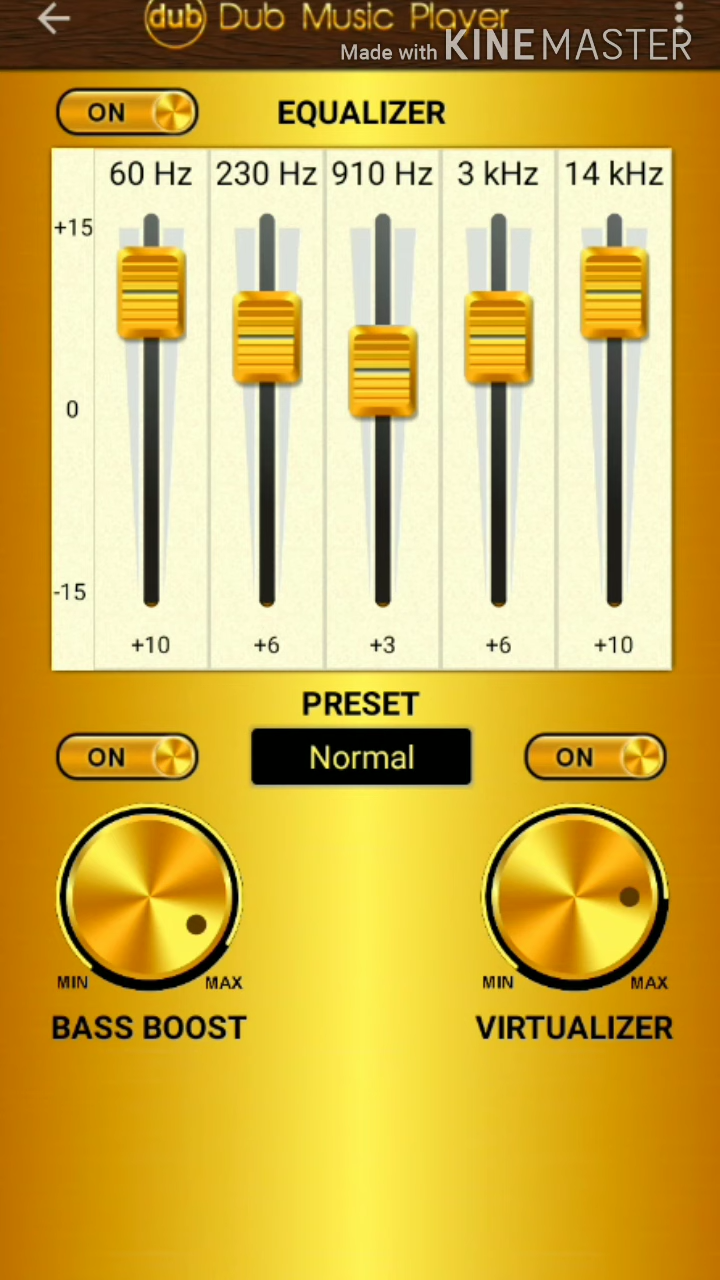 dub Dub Music Player
Made with KINEMASTER
ON EQUALIZER
60 Hz 230 Hz 910 Hz 3 kHz 14 kHz
+15
0
-15
+10 +6 +3 +6 +10
PRESET
ON Normal ON
MIN MAX MIN MAX
BASS BOOST VIRTUALIZER